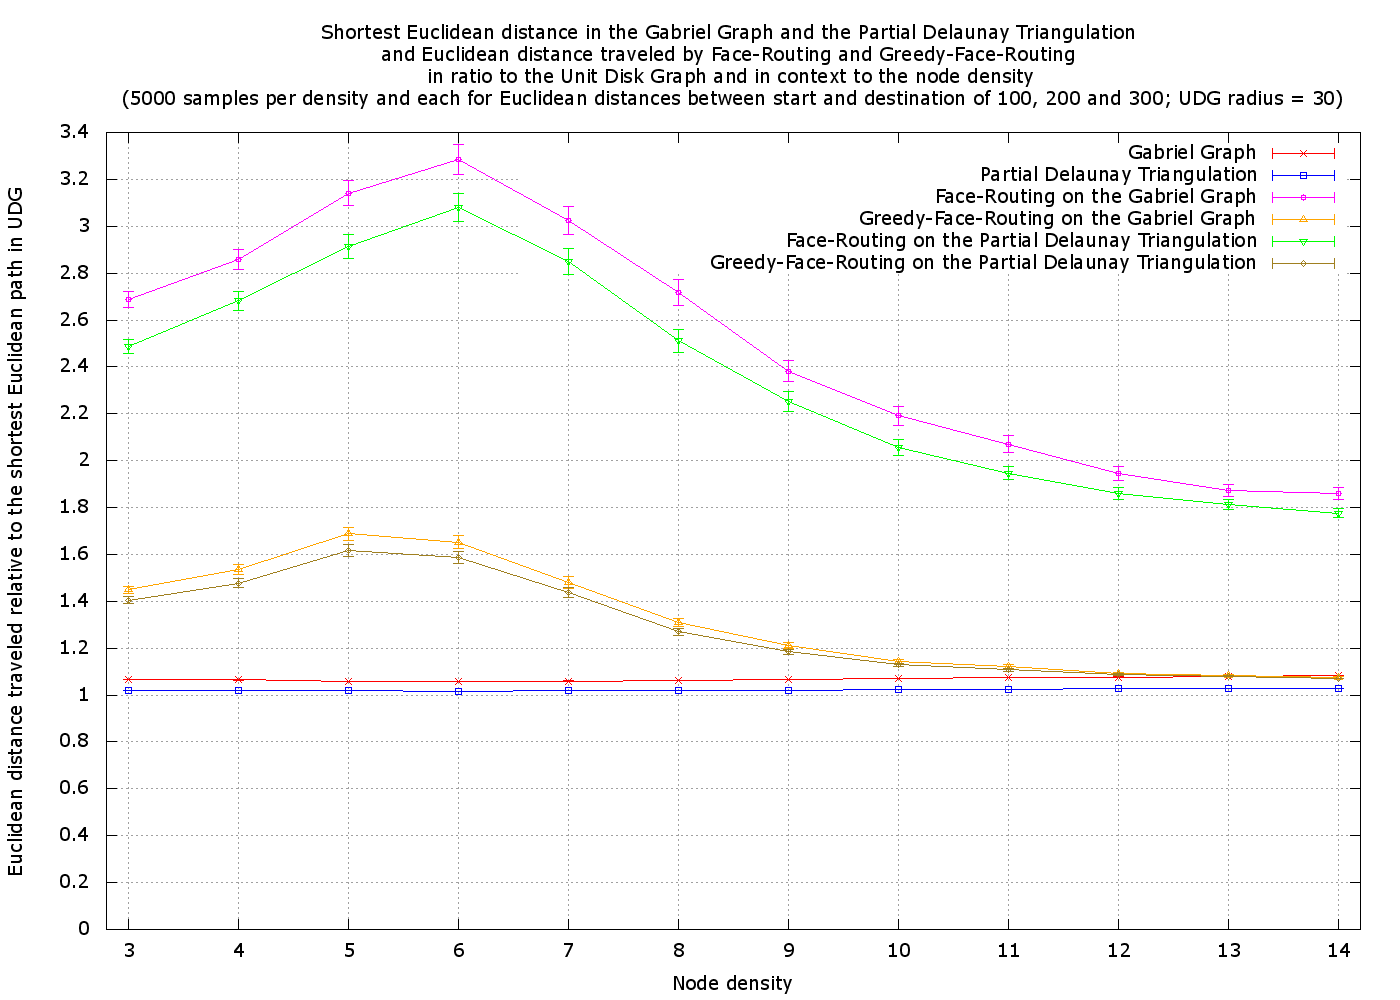 Shortest Euclidean distance in the Gabriel Graph and the Partial Delaunay Triangulation
and Euclidean distance traveled by Face-Routing and Greedy-Face-Routing
in ratio to the Unit Disk Graph and in context to the node density
(5000 samples per density and each for Euclidean distances between start and destination of 100, 200 and 300; UDG radius = 30)
Euclidean distance traveled relative to the shortest Euclidean path in UDG
3.4
3.2
3
2.8
2.6
2.4
2.2
2
1.8
1.6
1.4
1.2
1
0.8
0.6
0.4
0.2
0
Gabriel Graph
Partial Delaunay Triangulation
Face-Routing on the Gabriel Graph
Greedy-Face-Routing on the Gabriel Graph
Face-Routing on the Partial Delaunay Triangulation
Greedy-Face-Routing on the Partial Delaunay Triangulation
3 4 5 6 7 8 9 10 11 12 13 14
Node density